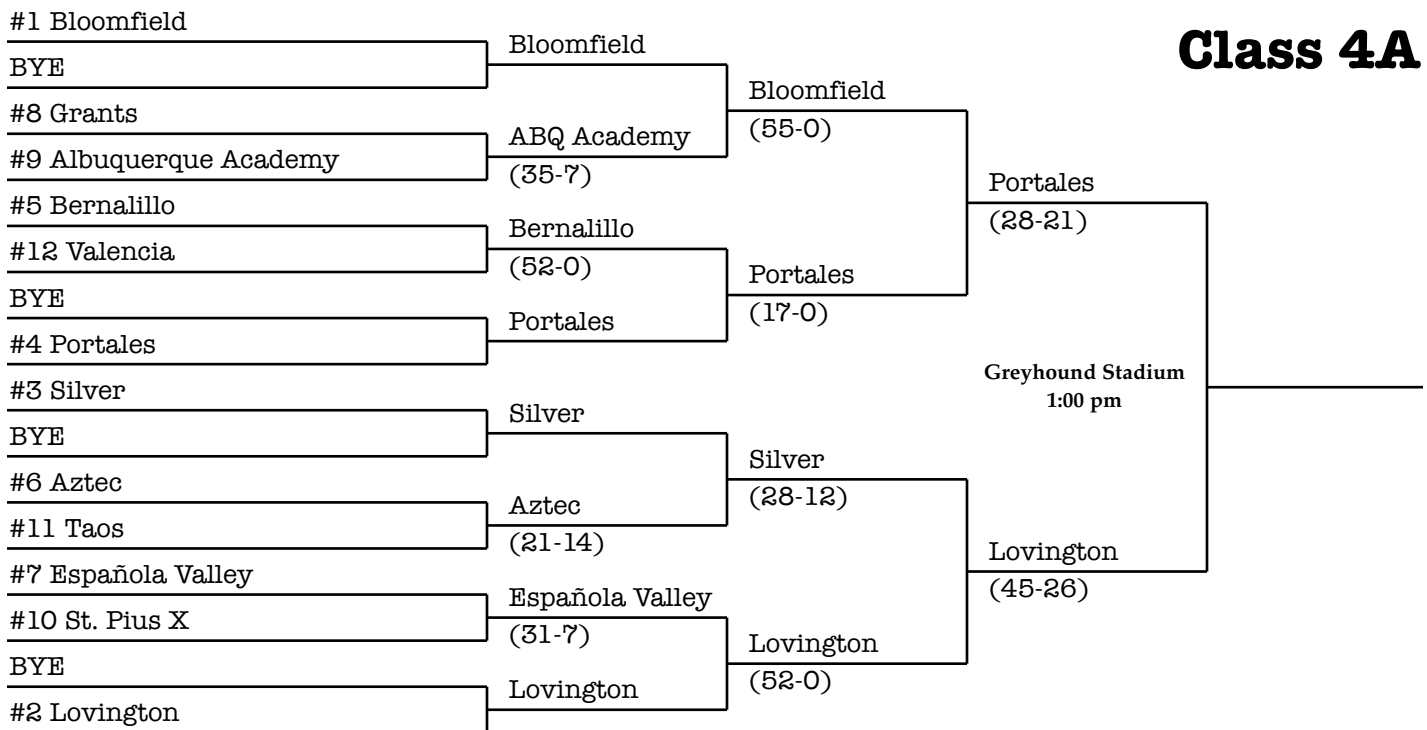 Class 4A
#1 Bloomfield
BYE
#8 Grants
#9 Albuquerque Academy
#5 Bernalillo
#12 Valencia
BYE
#4 Portales
#3 Silver
BYE
#6 Aztec
#11 Taos
#7 Española Valley
#10 St. Pius X
BYE
#2 Lovington
Bloomfield
ABQ Academy
(35-7)
Bernalillo
(52-0)
Portales
Silver
Aztec
(21-14)
Española Valley
(31-7)
Lovington
Bloomfield
(55-0)
Portales
(17-0)
Silver
(28-12)
Lovington
(52-0)
Portales
(28-21)
Lovington
(45-26)
Greyhound Stadium
1:00 pm